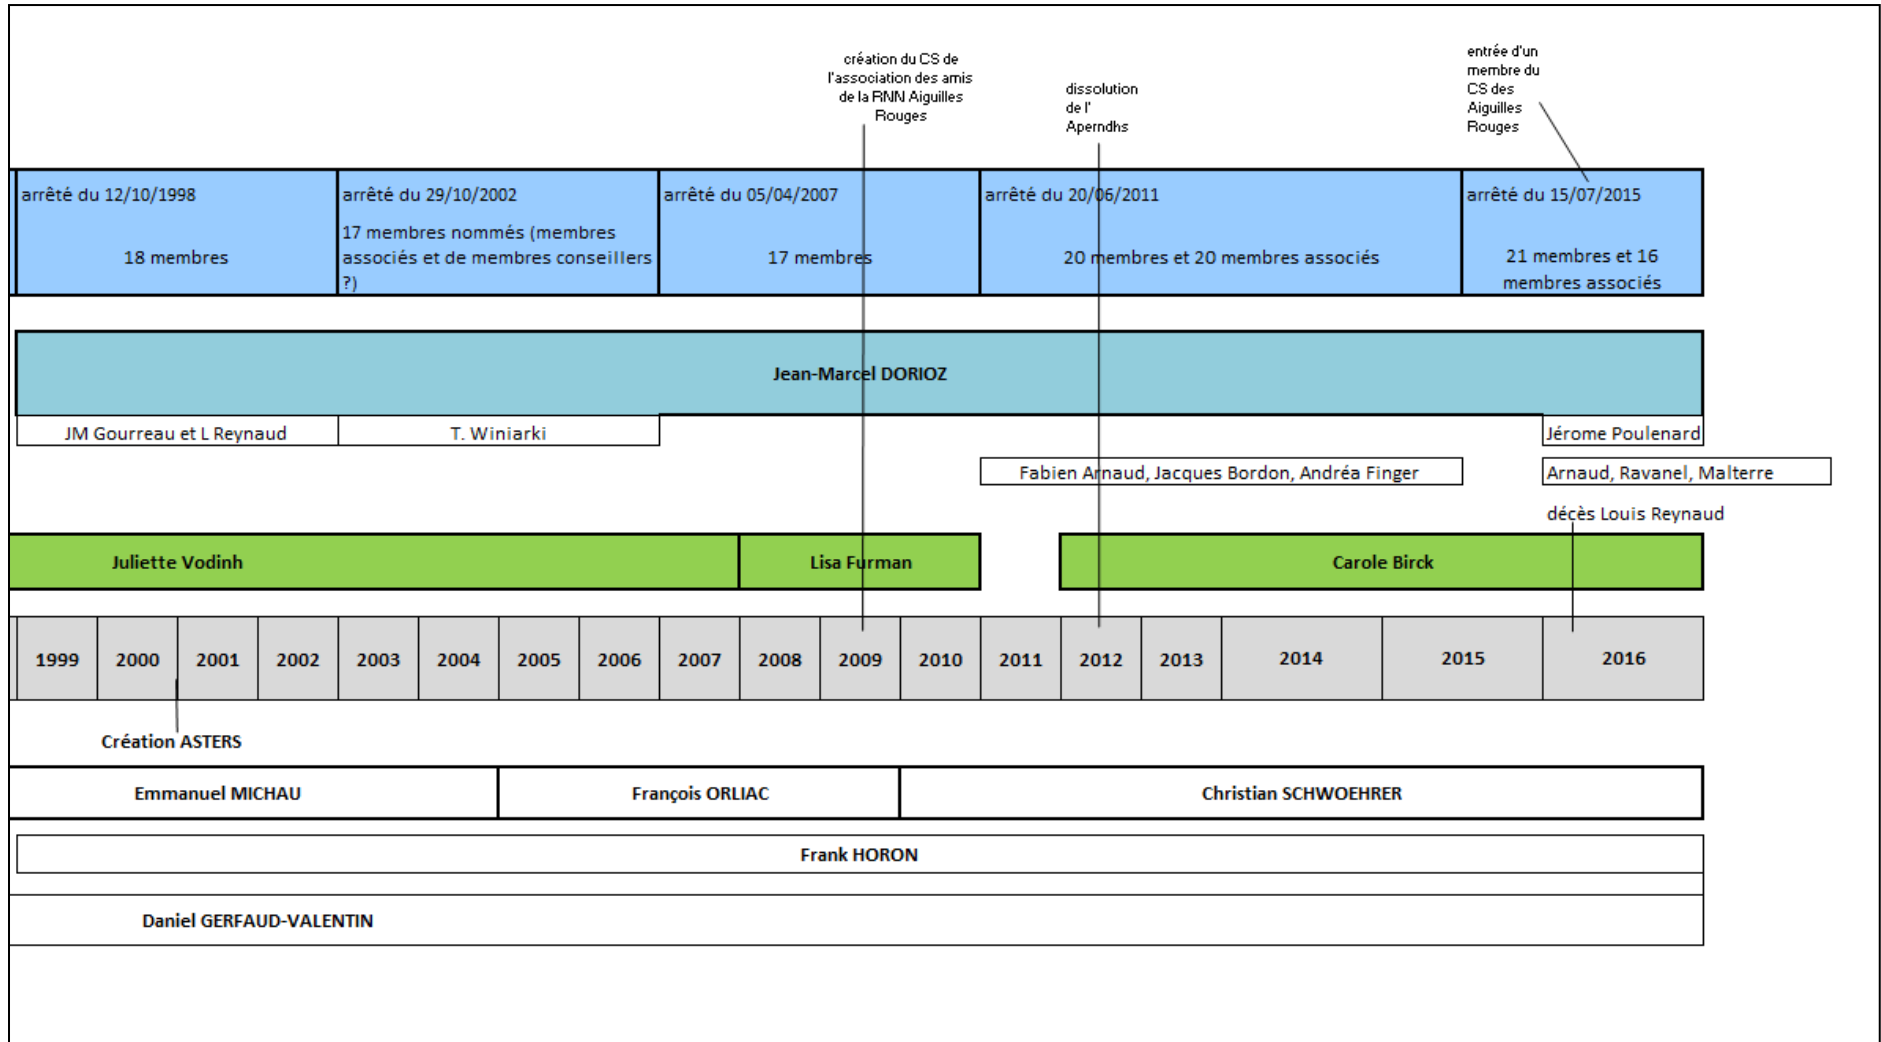 création du CS de
l'association des amis
de la RNN Aiguilles
Rouges
dissolution
de l'
Aperndhs
entrée d'un
membre du
CS des
Aiguilles
Rouges
arrêté du 12/10/1998
18 membres
arrêté du 29/10/2002
17 membres nommés (membres
associés et de membres conseillers
?)
arrêté du 05/04/2007
17 membres
arrêté du 20/06/2011
20 membres et 20 membres associés
arrêté du 15/07/2015
21 membres et 16
membres associés
Jean-Marcel DORIOZ
JM Gourreau et L Reynaud
T. Winiarki
Jérome Poulenard
Fabien Arnaud, Jacques Bordon, Andréa Finger
Arnaud, Ravanel, Malterre
décès Louis Reynaud
Juliette Vodinh
Lisa Furman
Carole Birck
1999 2000 2001 2002 2003 2004 2005 2006 2007 2008 2009 2010 2011 2012 2013 2014 2015 2016
Création ASTERS
Emmanuel MICHAU
François ORLIAC
Christian SCHWOEHRER
Frank HORON
Daniel GERFAUD-VALENTIN